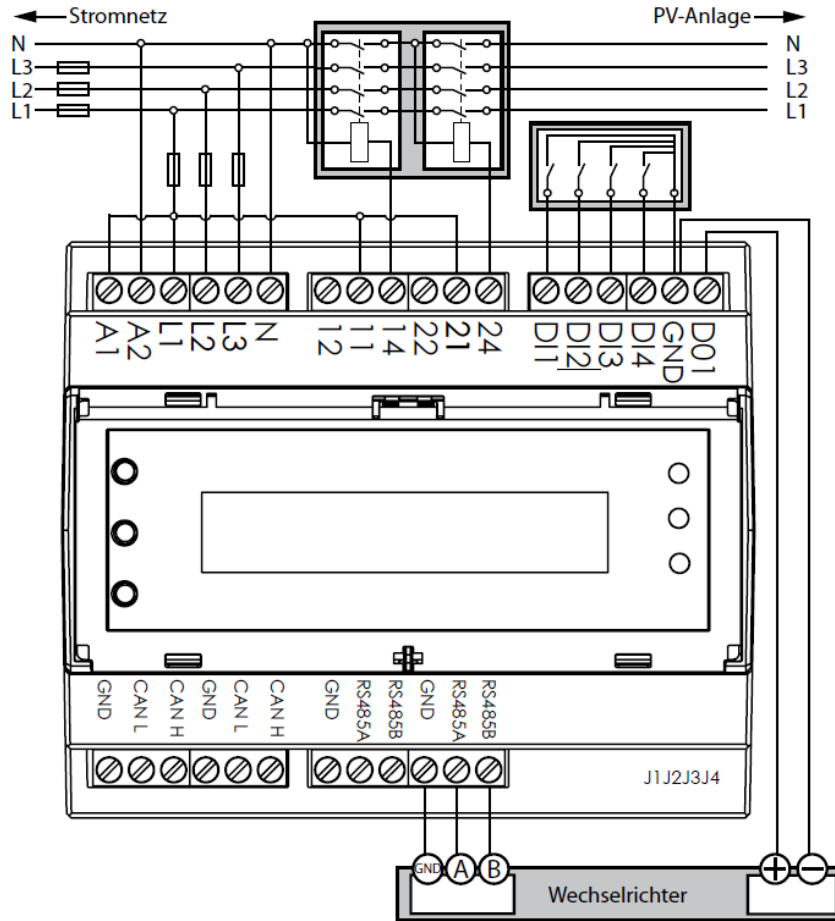 Stromnetz PV-Anlage
N N
L3 L3
L2 L2
L1 L1
A1 A2 L1 L2 L3 N 12 11 14 22 21 24 DI1 DI2 DI3 DI4 GND D01
GND CAN L CAN H GND CAN L CAN H GND RS485A RS485B GND RS485A RS485B
J1J2J3J4
GND A B + −
Wechselrichter